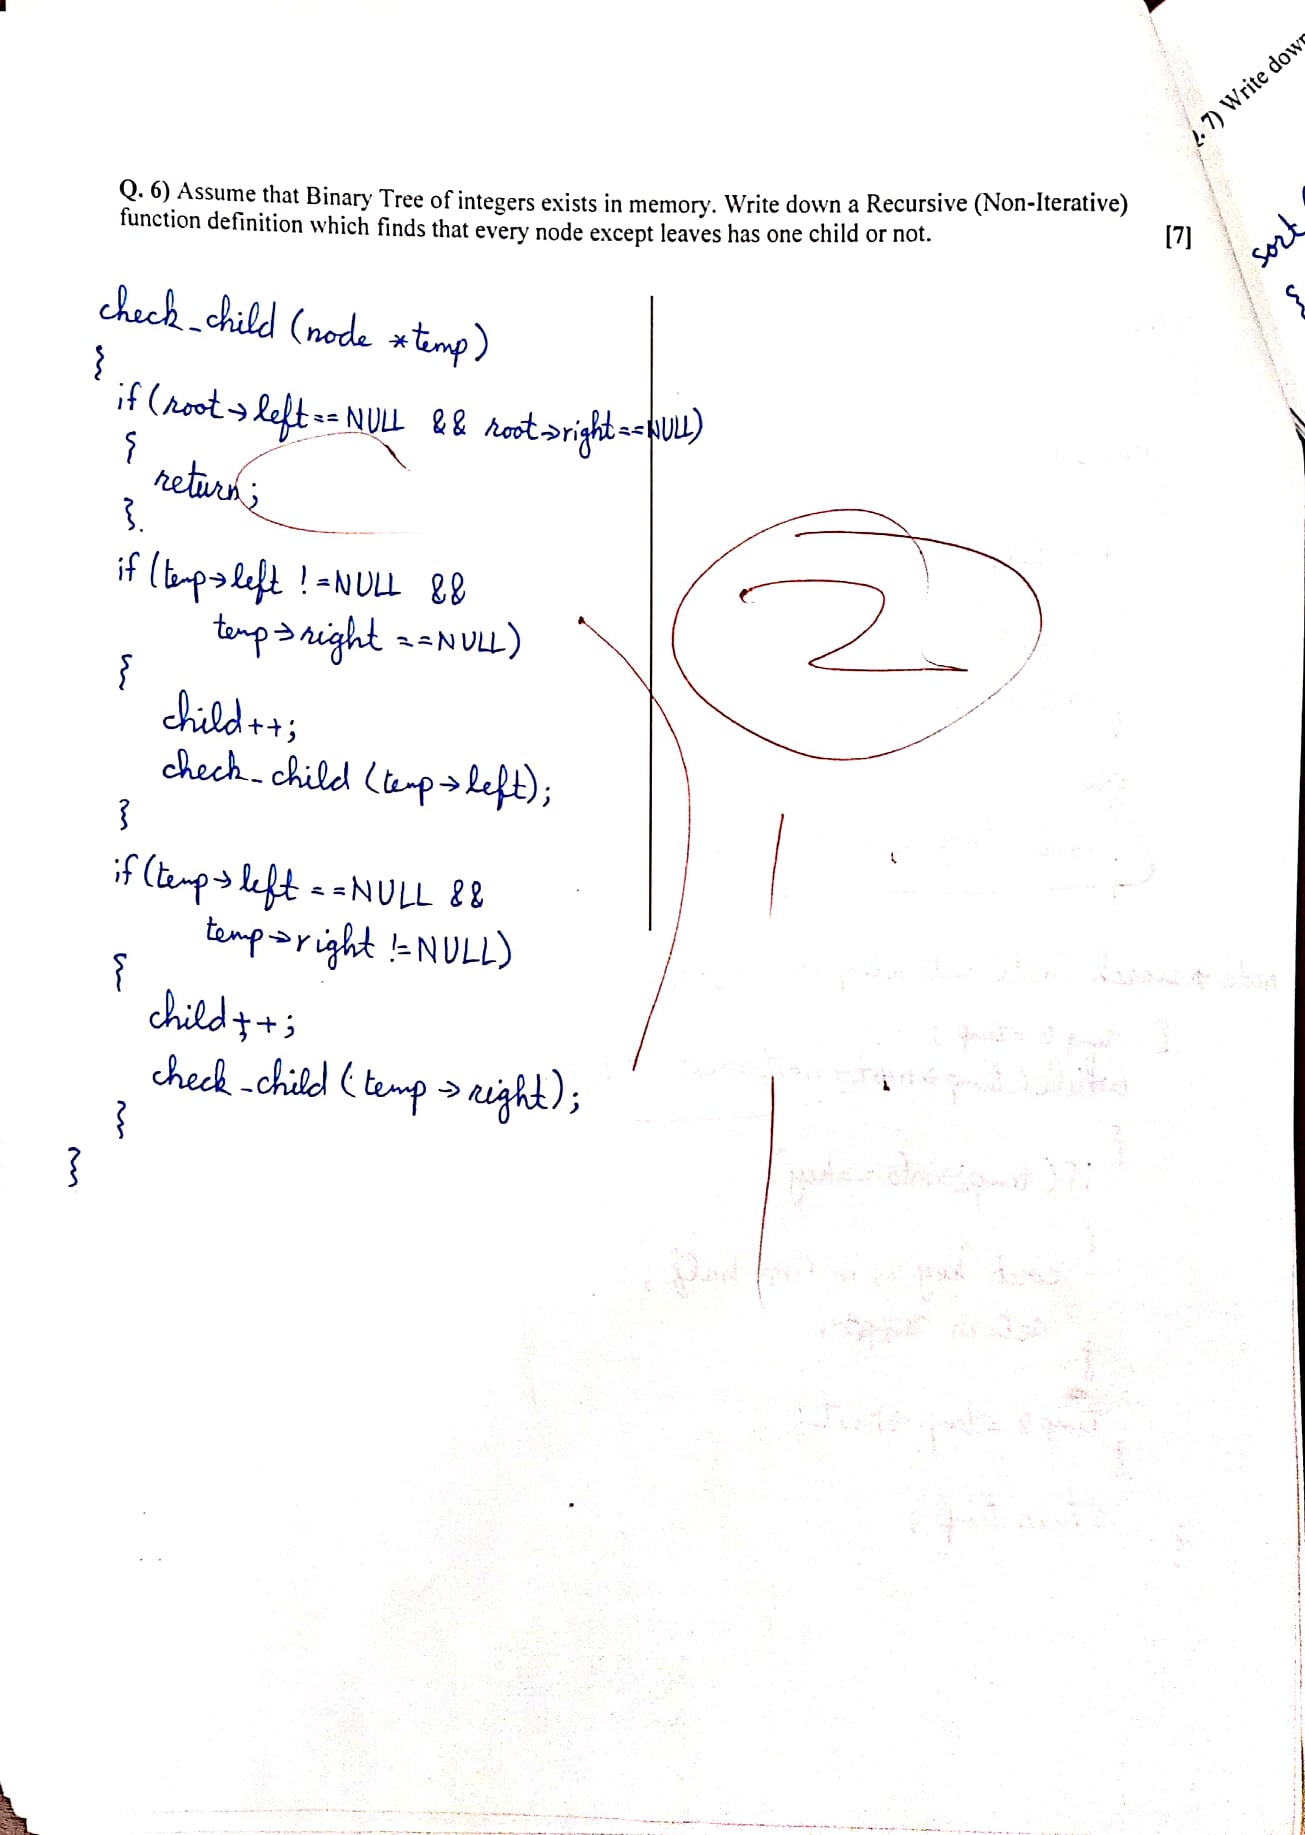 7) Write down
Q. 6) Assume that Binary Tree of integers exists in memory. Write down a Recursive (Non-Iterative)
function definition which finds that every node except leaves has one child or not.
[7]
sort
{
check_child (node *temp)
{
if (root→left == NULL && root→right == NULL)
{
return;
}.
if (temp→left != NULL &&
temp→right == NULL)
{
child++;
check_child (temp→left);
}
if (temp→left == NULL &&
temp→right != NULL)
{
child++;
check_child (temp→right);
}
}
2